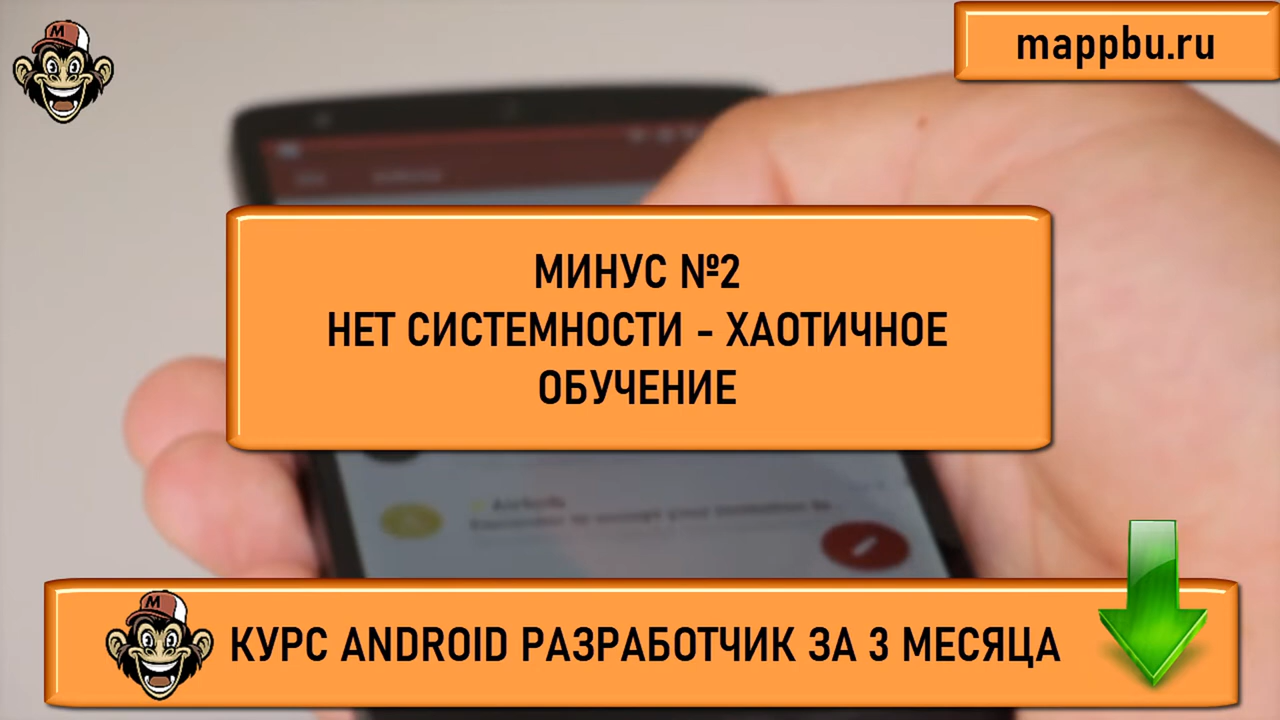 M
mappbu.ru
МИНУС №2
НЕТ СИСТЕМНОСТИ - ХАОТИЧНОЕ
ОБУЧЕНИЕ
M
КУРС ANDROID РАЗРАБОТЧИК ЗА 3 МЕСЯЦА